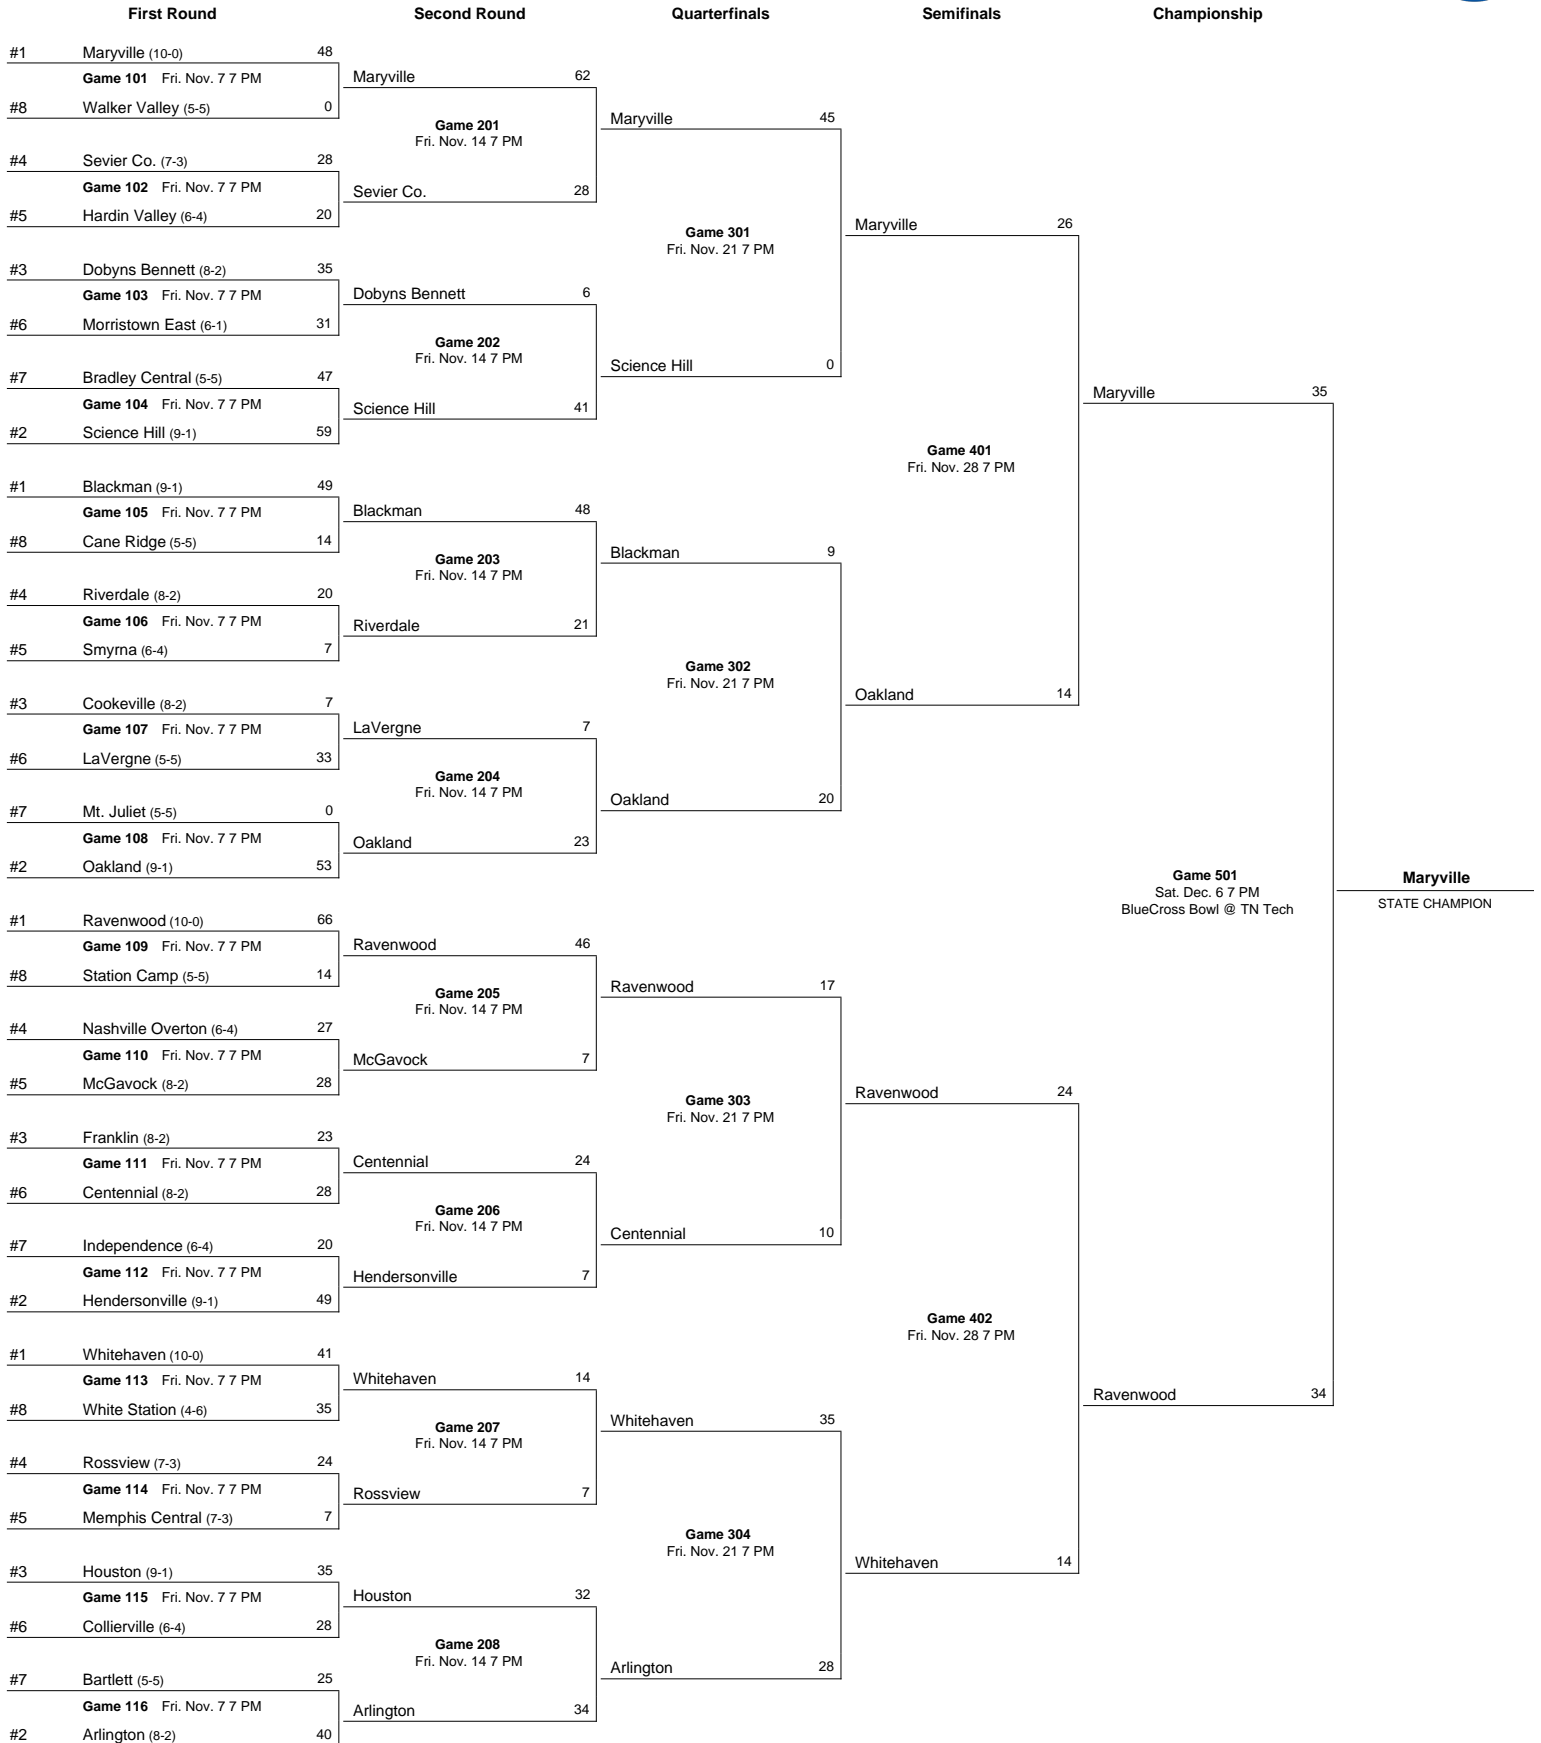 First Round Second Round Quarterfinals Semifinals Championship
#1 Maryville (10-0) 48
Game 101 Fri. Nov. 7 7 PM
#8 Walker Valley (5-5) 0
#4 Sevier Co. (7-3) 28
Game 102 Fri. Nov. 7 7 PM
#5 Hardin Valley (6-4) 20
#3 Dobyns Bennett (8-2) 35
Game 103 Fri. Nov. 7 7 PM
#6 Morristown East (6-1) 31
#7 Bradley Central (5-5) 47
Game 104 Fri. Nov. 7 7 PM
#2 Science Hill (9-1) 59
#1 Blackman (9-1) 49
Game 105 Fri. Nov. 7 7 PM
#8 Cane Ridge (5-5) 14
#4 Riverdale (8-2) 20
Game 106 Fri. Nov. 7 7 PM
#5 Smyrna (6-4) 7
#3 Cookeville (8-2) 7
Game 107 Fri. Nov. 7 7 PM
#6 LaVergne (5-5) 33
#7 Mt. Juliet (5-5) 0
Game 108 Fri. Nov. 7 7 PM
#2 Oakland (9-1) 53
#1 Ravenwood (10-0) 66
Game 109 Fri. Nov. 7 7 PM
#8 Station Camp (5-5) 14
#4 Nashville Overton (6-4) 27
Game 110 Fri. Nov. 7 7 PM
#5 McGavock (8-2) 28
#3 Franklin (8-2) 23
Game 111 Fri. Nov. 7 7 PM
#6 Centennial (8-2) 28
#7 Independence (6-4) 20
Game 112 Fri. Nov. 7 7 PM
#2 Hendersonville (9-1) 49
#1 Whitehaven (10-0) 41
Game 113 Fri. Nov. 7 7 PM
#8 White Station (4-6) 35
#4 Rossview (7-3) 24
Game 114 Fri. Nov. 7 7 PM
#5 Memphis Central (7-3) 7
#3 Houston (9-1) 35
Game 115 Fri. Nov. 7 7 PM
#6 Collierville (6-4) 28
#7 Bartlett (5-5) 25
Game 116 Fri. Nov. 7 7 PM
#2 Arlington (8-2) 40
Maryville 62
Game 201
Fri. Nov. 14 7 PM
Sevier Co. 28
Dobyns Bennett 6
Game 202
Fri. Nov. 14 7 PM
Science Hill 41
Blackman 48
Game 203
Fri. Nov. 14 7 PM
Riverdale 21
LaVergne 7
Game 204
Fri. Nov. 14 7 PM
Oakland 23
Ravenwood 46
Game 205
Fri. Nov. 14 7 PM
McGavock 7
Centennial 24
Game 206
Fri. Nov. 14 7 PM
Hendersonville 7
Whitehaven 14
Game 207
Fri. Nov. 14 7 PM
Rossview 7
Houston 32
Game 208
Fri. Nov. 14 7 PM
Arlington 34
Maryville 45
Game 301
Fri. Nov. 21 7 PM
Science Hill 0
Blackman 9
Game 302
Fri. Nov. 21 7 PM
Oakland 20
Ravenwood 17
Game 303
Fri. Nov. 21 7 PM
Centennial 10
Whitehaven 35
Game 304
Fri. Nov. 21 7 PM
Arlington 28
Maryville 26
Game 401
Fri. Nov. 28 7 PM
Oakland 14
Ravenwood 24
Game 402
Fri. Nov. 28 7 PM
Whitehaven 14
Maryville 35
Game 501
Sat. Dec. 6 7 PM
BlueCross Bowl @ TN Tech
Ravenwood 34
Maryville
STATE CHAMPION